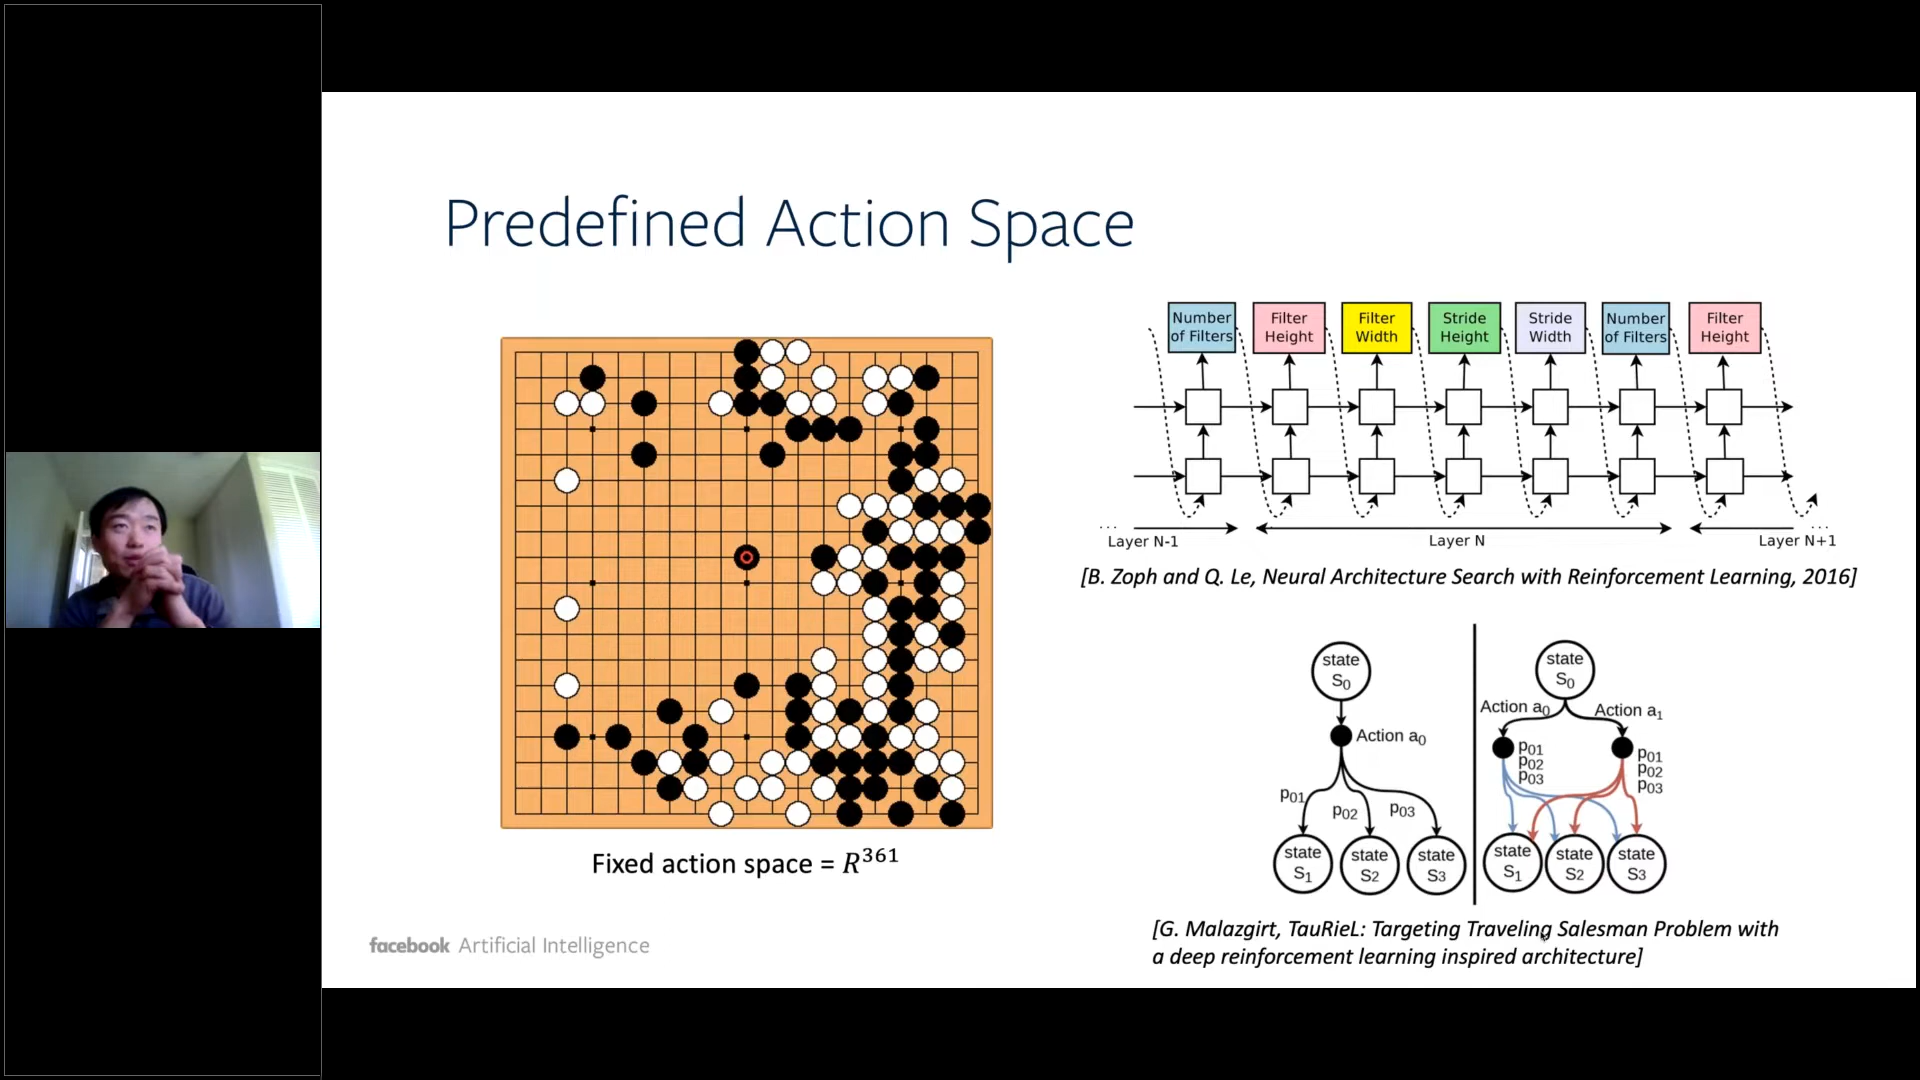 Predefined Action Space
Fixed action space = R³⁶¹
facebook Artificial Intelligence
Number of Filters
Filter Height
Filter Width
Stride Height
Stride Width
Number of Filters
Filter Height
...
Layer N-1
Layer N
...
Layer N+1
[B. Zoph and Q. Le, Neural Architecture Search with Reinforcement Learning, 2016]
state S₀
Action a₀
p₀₁
p₀₂
p₀₃
state S₁
state S₂
state S₃
state S₀
Action a₀
Action a₁
p₀₁
p₀₂
p₀₃
p₀₁
p₀₂
p₀₃
state S₁
state S₂
state S₃
[G. Malazgirt, TauRieL: Targeting Traveling Salesman Problem with
a deep reinforcement learning inspired architecture]